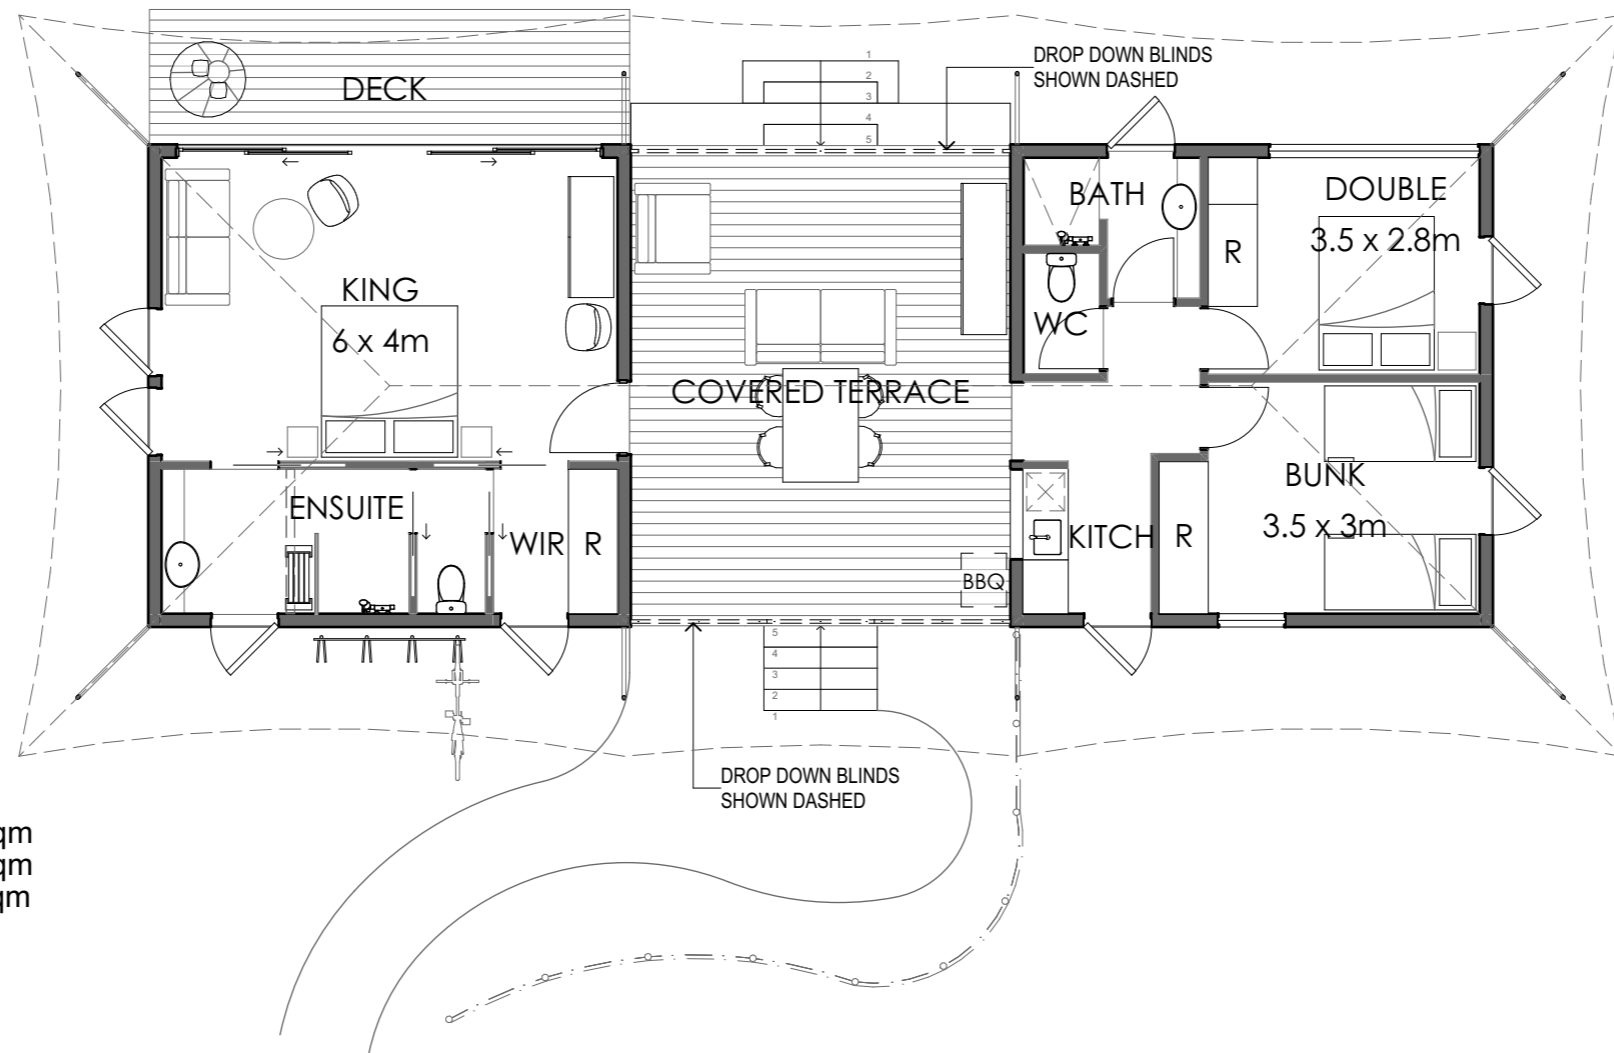 DROP DOWN BLINDS
SHOWN DASHED
DECK
1
2
3
4
5
BATH
DOUBLE
3.5 x 2.8m
R
KING
6 x 4m
WC
COVERED TERRACE
BUNK
3.5 x 3m
ENSUITE
WIR
R
KITCH
R
BBQ
5
4
3
2
1
DROP DOWN BLINDS
SHOWN DASHED
qm
qm
qm